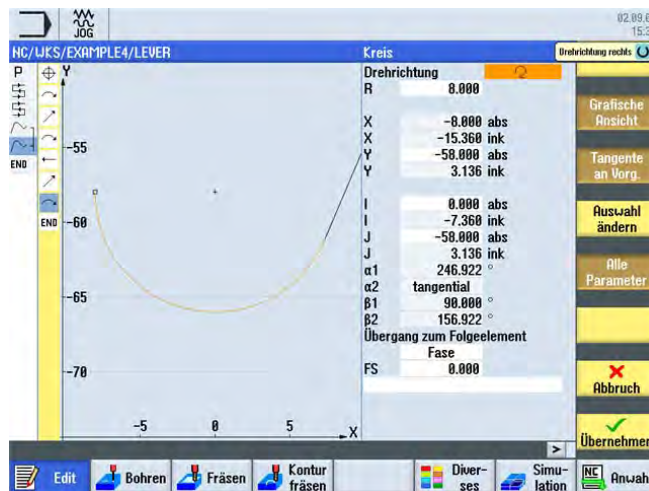 JOG
02.09.0
15:3
NC/WKS/EXAMPLE4/LEVER
Kreis
Drehrichtung rechts
P
END
END
Y
-55
-60
-65
-70
-5
0
5
X
Drehrichtung
R 8.000
X -8.000 abs
X -15.360 ink
Y -58.000 abs
Y 3.136 ink
I 0.000 abs
I -7.360 ink
J -58.000 abs
J 3.136 ink
α1 246.922 °
α2 tangential
β1 90.000 °
β2 156.922 °
Übergang zum Folgeelement
Fase
FS 0.000
Grafische
Ansicht
Tangente
an Vorg.
Auswahl
ändern
Alle
Parameter
Abbruch
Übernehmen
>
Edit
Bohren
Fräsen
Kontur
fräsen
Diver-
ses
Simu-
lation
NC
Anwah